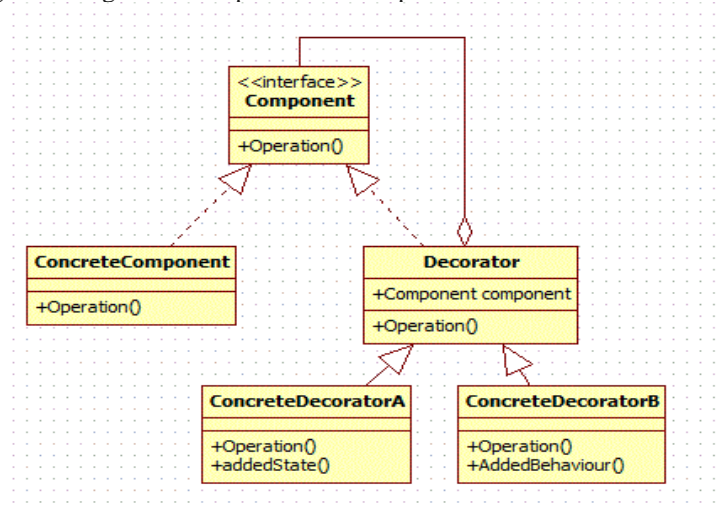 <<interface>>
Component
+Operation()
ConcreteComponent
+Operation()
Decorator
+Component component
+Operation()
ConcreteDecoratorA
+Operation()
+addedState()
ConcreteDecoratorB
+Operation()
+AddedBehaviour()